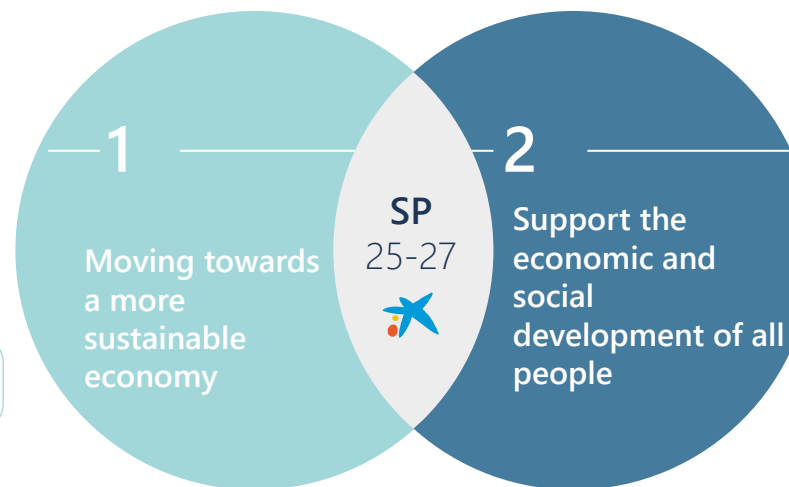 1
Moving towards
a more
sustainable
economy
SP
25-27
2
Support the
economic and
social
development of all
people